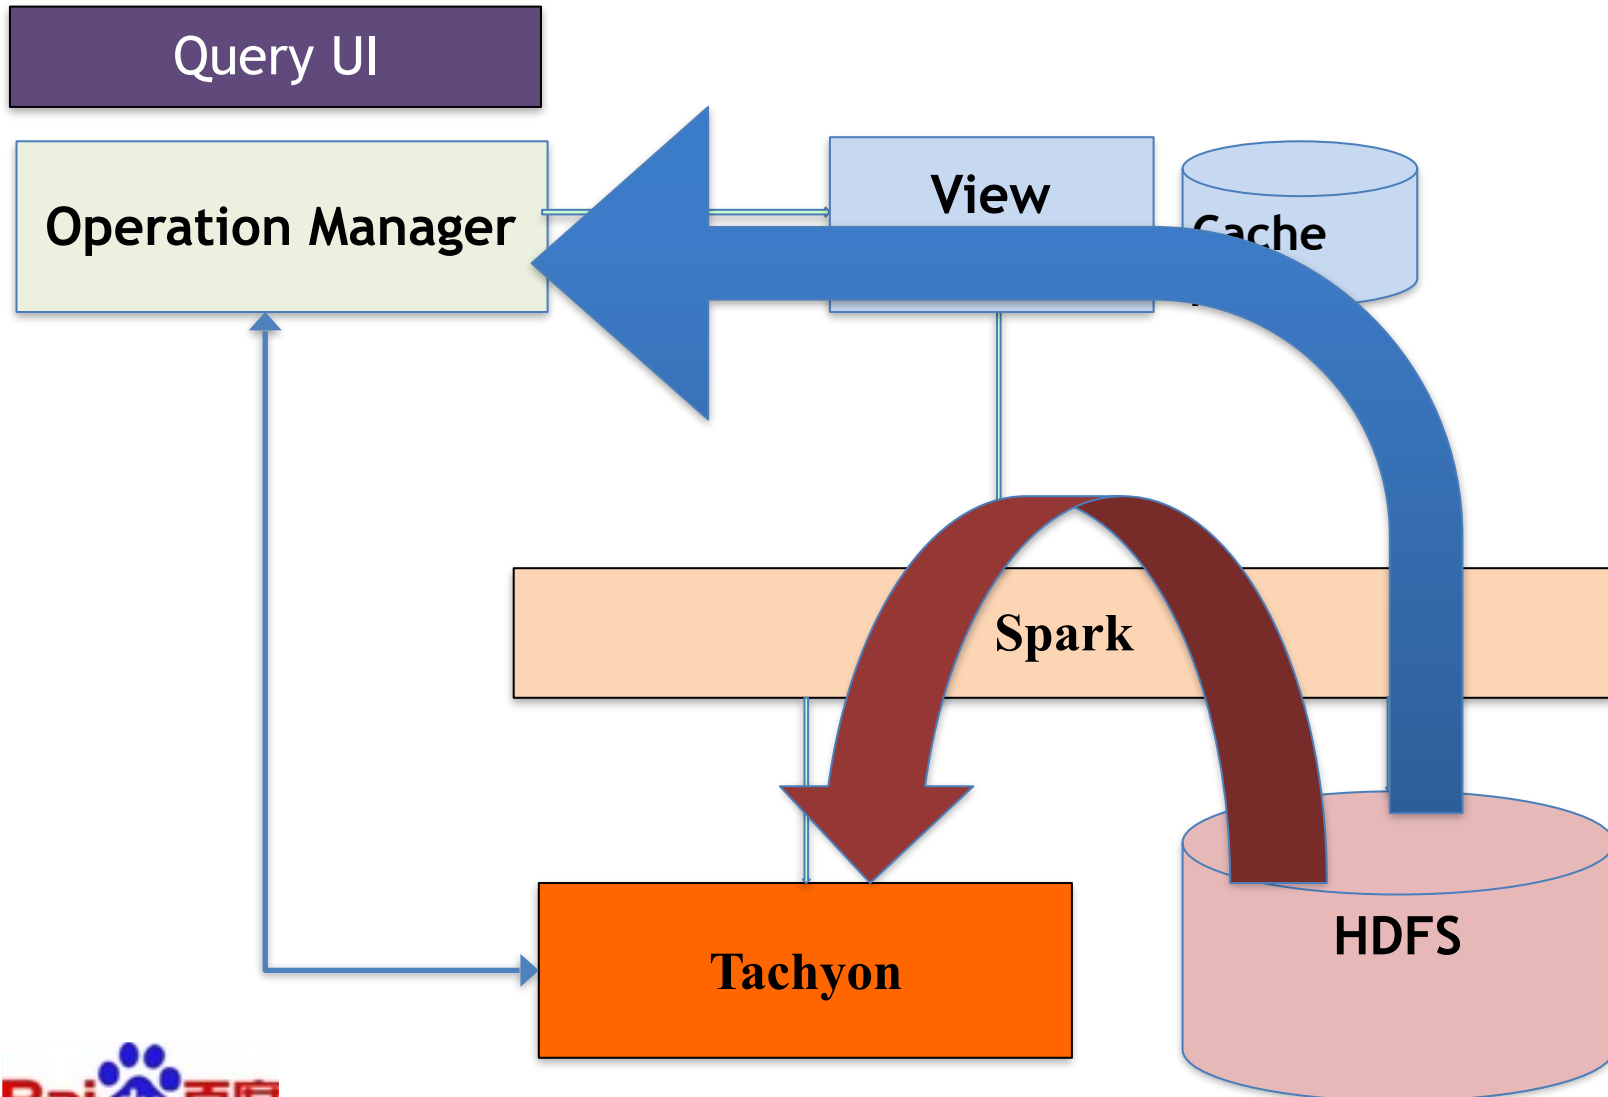 Query UI
Operation Manager
View
Cache
Spark
HDFS
Tachyon